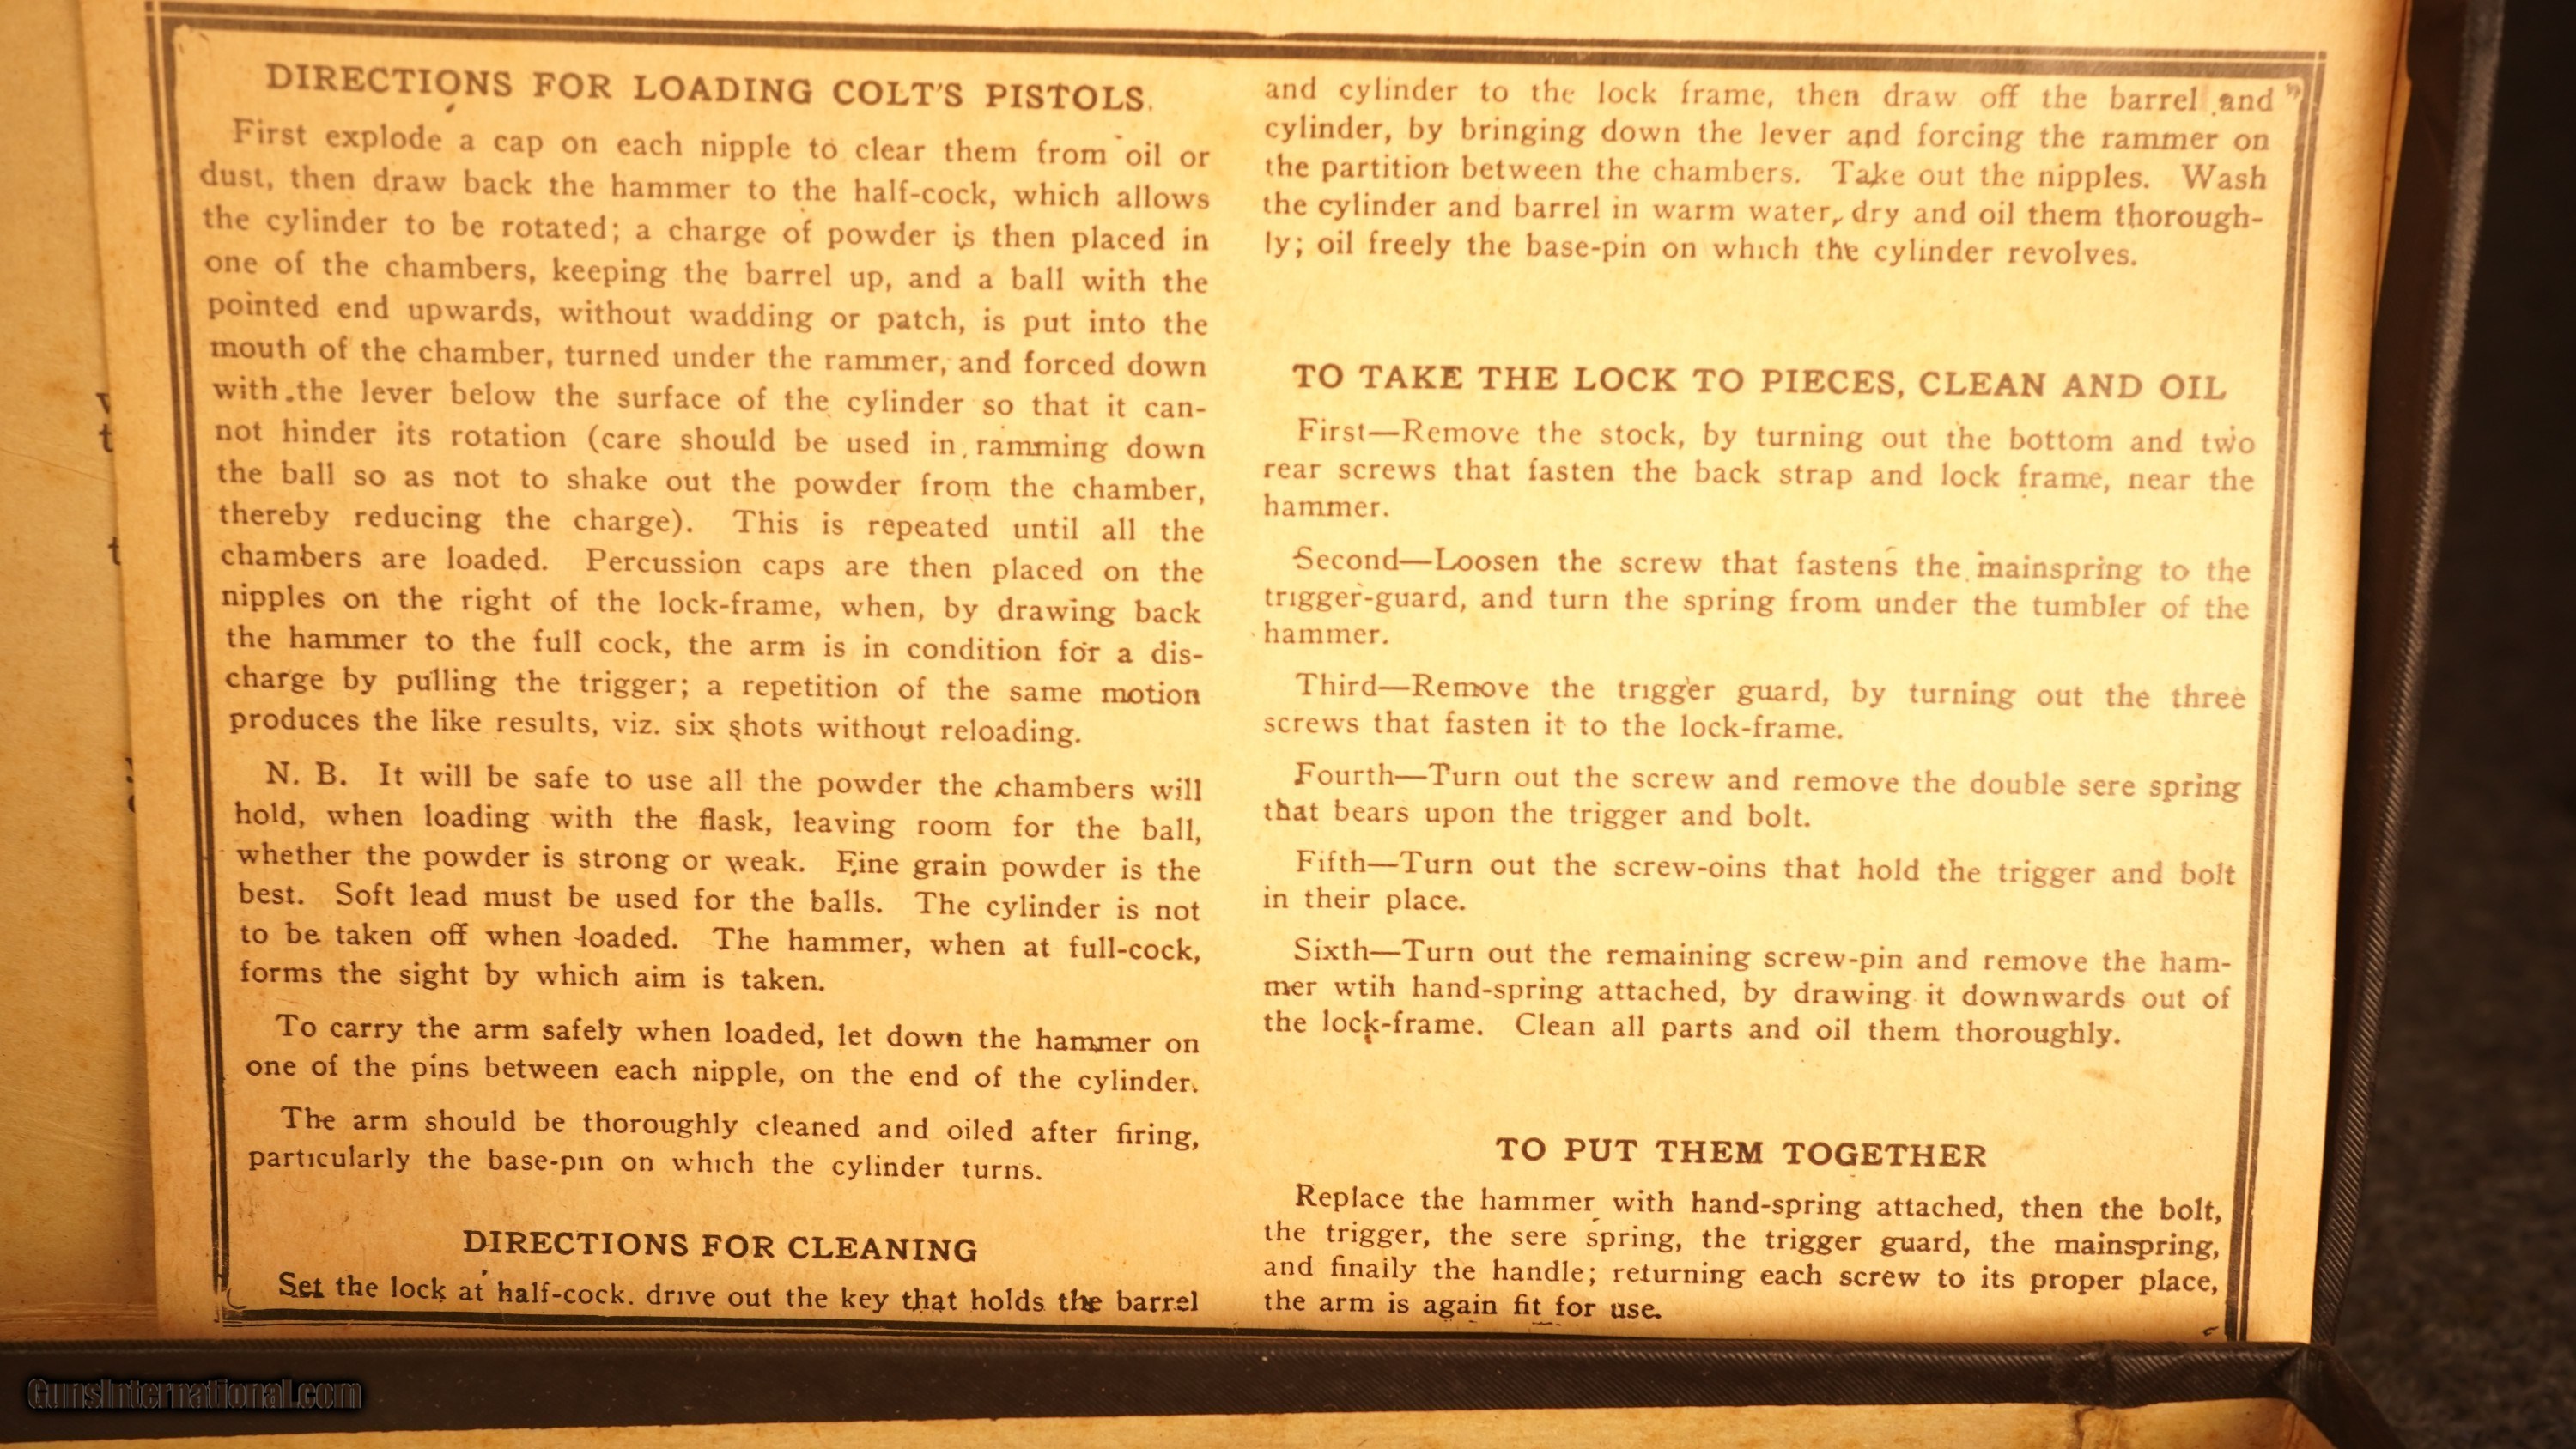 DIRECTIONS FOR LOADING COLT'S PISTOLS.
First explode a cap on each nipple to clear them from oil or
dust, then draw back the hammer to the half-cock, which allows
the cylinder to be rotated; a charge of powder is then placed in
one of the chambers, keeping the barrel up, and a ball with the
pointed end upwards, without wadding or patch, is put into the
mouth of the chamber, turned under the rammer, and forced down
with the lever below the surface of the cylinder so that it can-
not hinder its rotation (care should be used in ramming down
the ball so as not to shake out the powder from the chamber,
thereby reducing the charge). This is repeated until all the
chambers are loaded. Percussion caps are then placed on the
nipples on the right of the lock-frame, when, by drawing back
the hammer to the full cock, the arm is in condition for a dis-
charge by pulling the trigger; a repetition of the same motion
produces the like results, viz. six shots without reloading.
N. B. It will be safe to use all the powder the chambers will
hold, when loading with the flask, leaving room for the ball,
whether the powder is strong or weak. Fine grain powder is the
best. Soft lead must be used for the balls. The cylinder is not
to be taken off when loaded. The hammer, when at full-cock,
forms the sight by which aim is taken.
To carry the arm safely when loaded, let down the hammer on
one of the pins between each nipple, on the end of the cylinder.
The arm should be thoroughly cleaned and oiled after firing,
particularly the base-pin on which the cylinder turns.
DIRECTIONS FOR CLEANING
Set the lock at half-cock. drive out the key that holds the barrel
and cylinder to the lock frame, then draw off the barrel and
cylinder, by bringing down the lever and forcing the rammer on
the partition between the chambers. Take out the nipples. Wash
the cylinder and barrel in warm water, dry and oil them thorough-
ly; oil freely the base-pin on which the cylinder revolves.
TO TAKE THE LOCK TO PIECES, CLEAN AND OIL
First—Remove the stock, by turning out the bottom and two
rear screws that fasten the back strap and lock frame, near the
hammer.
Second—Loosen the screw that fastens the mainspring to the
trigger-guard, and turn the spring from under the tumbler of the
hammer.
Third—Remove the trigger guard, by turning out the three
screws that fasten it to the lock-frame.
Fourth—Turn out the screw and remove the double sere spring
that bears upon the trigger and bolt.
Fifth—Turn out the screw-oins that hold the trigger and bolt
in their place.
Sixth—Turn out the remaining screw-pin and remove the ham-
mer wtih hand-spring attached, by drawing it downwards out of
the lock-frame. Clean all parts and oil them thoroughly.
TO PUT THEM TOGETHER
Replace the hammer with hand-spring attached, then the bolt,
the trigger, the sere spring, the trigger guard, the mainspring,
and finally the handle; returning each screw to its proper place,
the arm is again fit for use.
GunsInternational.com